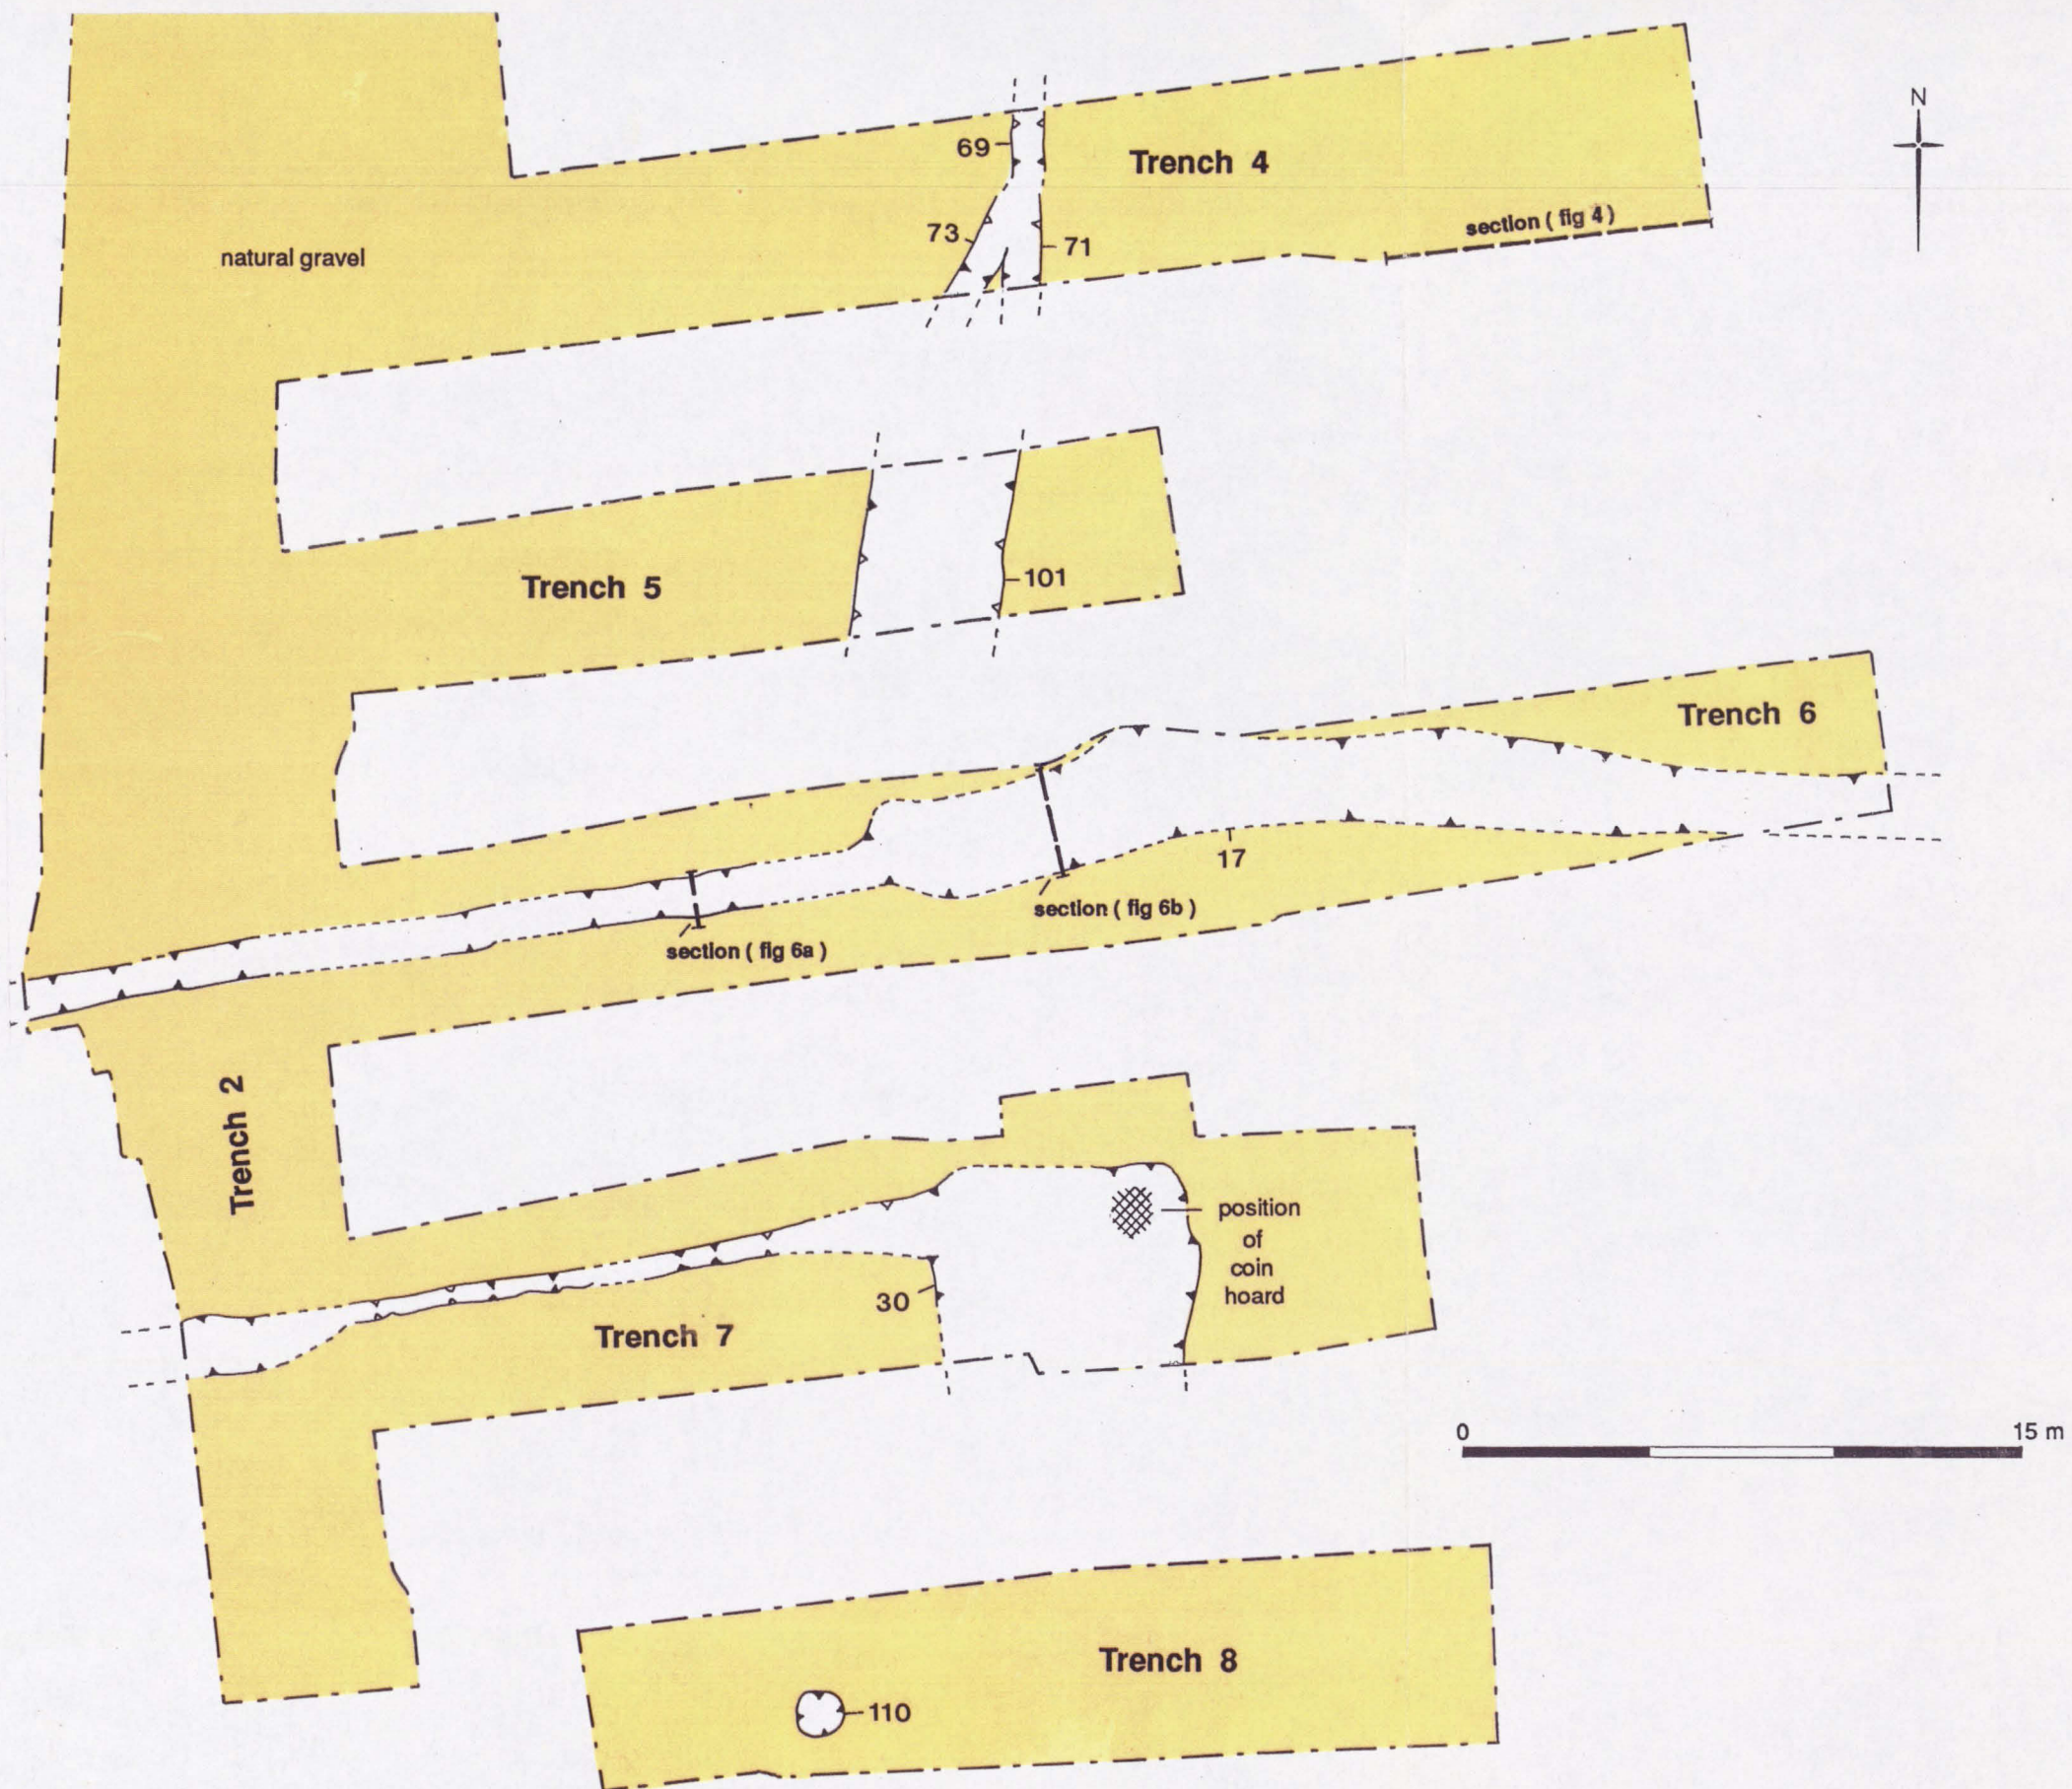 N
69
Trench 4
section ( fig 4 )
73
71
natural gravel
Trench 5
101
Trench 6
17
section ( fig 6b )
section ( fig 6a )
Trench 2
position
of
coin
hoard
30
Trench 7
0 15 m
Trench 8
110